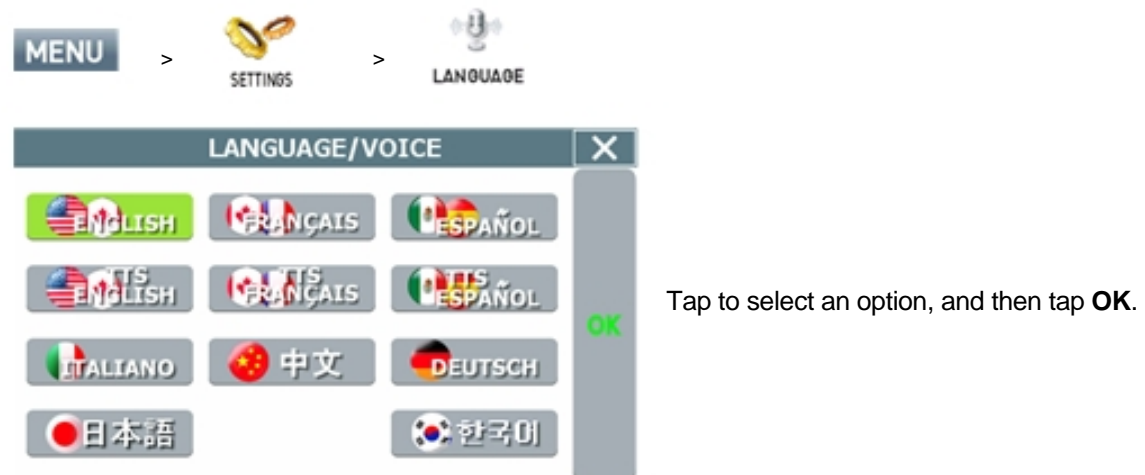 MENU > SETTINGS > LANGUAGE
LANGUAGE/VOICE X
ENGLISH FRANÇAIS ESPAÑOL
TTS ENGLISH TTS FRANÇAIS TTS ESPAÑOL
OK
ITALIANO 中文 DEUTSCH
日本語 한국어
Tap to select an option, and then tap OK.